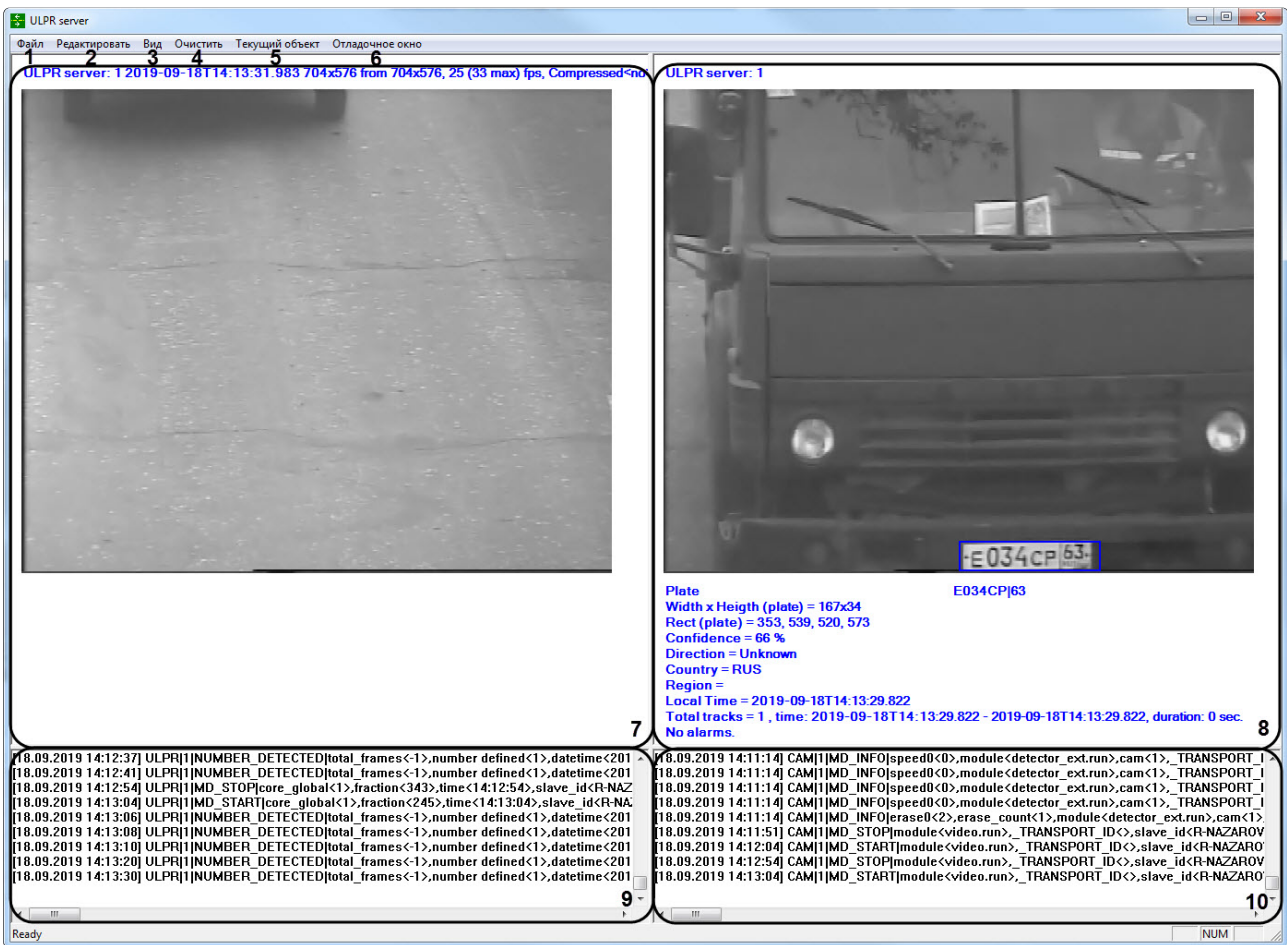 ULPR server
Файл Редактировать Вид Очистить Текущий объект Отладочное окно
1 2 3 4 5 6
ULPR server: 1 2019-09-18T14:13:31.983 704x576 from 704x576, 25 (33 max) fps, Compressed<no
ULPR server: 1
E034CP 63
Plate E034CP|63
Width x Heigth (plate) = 167x34
Rect (plate) = 353, 539, 520, 573
Confidence = 66 %
Direction = Unknown
Country = RUS
Region =
Local Time = 2019-09-18T14:13:29.822
Total tracks = 1 , time: 2019-09-18T14:13:29.822 - 2019-09-18T14:13:29.822, duration: 0 sec.
No alarms.
7
8
[18.09.2019 14:12:37] ULPR|1|NUMBER_DETECTED|total_frames<-1>,number defined<1>,datetime<201
[18.09.2019 14:12:41] ULPR|1|NUMBER_DETECTED|total_frames<-1>,number defined<1>,datetime<201
[18.09.2019 14:12:54] ULPR|1|MD_STOP|core_global<1>,fraction<343>,time<14:12:54>,slave_id<R-NAZ
[18.09.2019 14:13:04] ULPR|1|MD_START|core_global<1>,fraction<245>,time<14:13:04>,slave_id<R-NAZ
[18.09.2019 14:13:06] ULPR|1|NUMBER_DETECTED|total_frames<-1>,number defined<1>,datetime<201
[18.09.2019 14:13:08] ULPR|1|NUMBER_DETECTED|total_frames<-1>,number defined<1>,datetime<201
[18.09.2019 14:13:10] ULPR|1|NUMBER_DETECTED|total_frames<-1>,number defined<1>,datetime<201
[18.09.2019 14:13:20] ULPR|1|NUMBER_DETECTED|total_frames<-1>,number defined<1>,datetime<201
[18.09.2019 14:13:30] ULPR|1|NUMBER_DETECTED|total_frames<-1>,number defined<1>,datetime<201
9
[18.09.2019 14:11:14] CAM|1|MD_INFO|speed0<0>,module<detector_ext.run>,cam<1>,_TRANSPORT_I
[18.09.2019 14:11:14] CAM|1|MD_INFO|speed0<0>,module<detector_ext.run>,cam<1>,_TRANSPORT_I
[18.09.2019 14:11:14] CAM|1|MD_INFO|speed0<0>,module<detector_ext.run>,cam<1>,_TRANSPORT_I
[18.09.2019 14:11:14] CAM|1|MD_INFO|speed0<0>,module<detector_ext.run>,cam<1>,_TRANSPORT_I
[18.09.2019 14:11:14] CAM|1|MD_INFO|erase0<2>,erase_count<1>,module<detector_ext.run>,cam<1>,
[18.09.2019 14:11:51] CAM|1|MD_STOP|module<video.run>,_TRANSPORT_ID<>,slave_id<R-NAZAROV
[18.09.2019 14:12:04] CAM|1|MD_START|module<video.run>,_TRANSPORT_ID<>,slave_id<R-NAZARO
[18.09.2019 14:12:54] CAM|1|MD_STOP|module<video.run>,_TRANSPORT_ID<>,slave_id<R-NAZAROV
[18.09.2019 14:13:04] CAM|1|MD_START|module<video.run>,_TRANSPORT_ID<>,slave_id<R-NAZARO
10
Ready
NUM